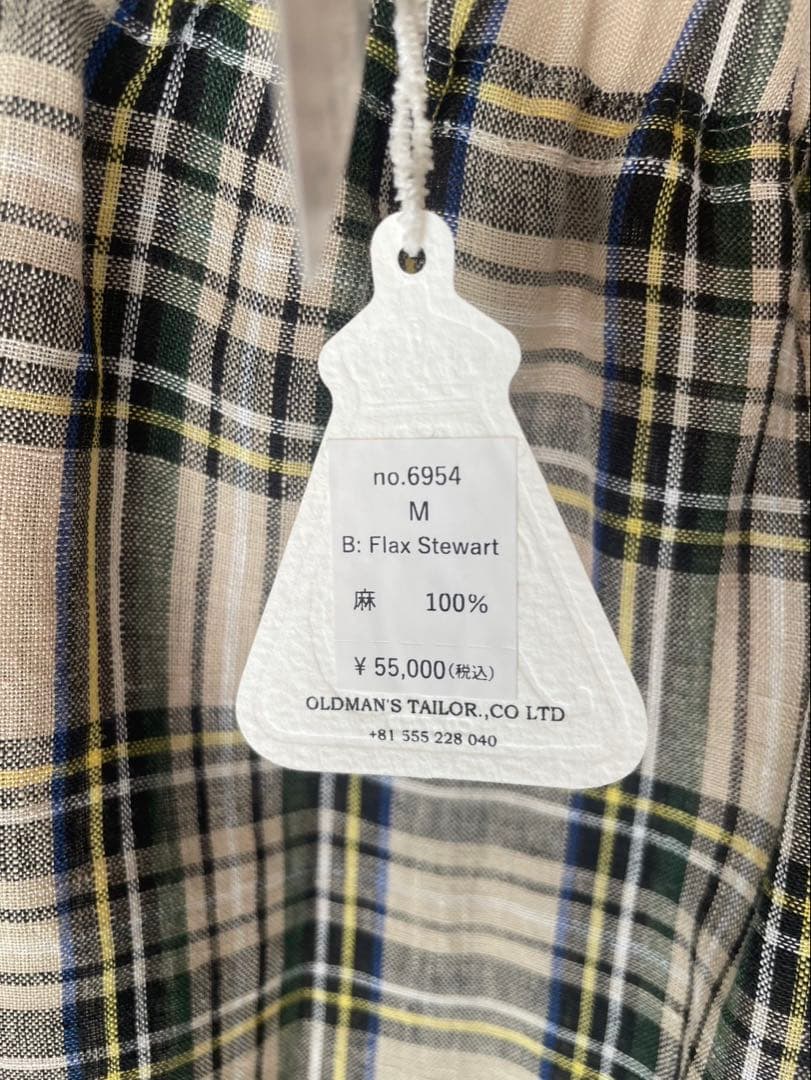 no.6954
M
B: Flax Stewart
麻 100%
¥ 55,000(税込)
OLDMAN'S TAILOR.,CO LTD
+81 555 228 040